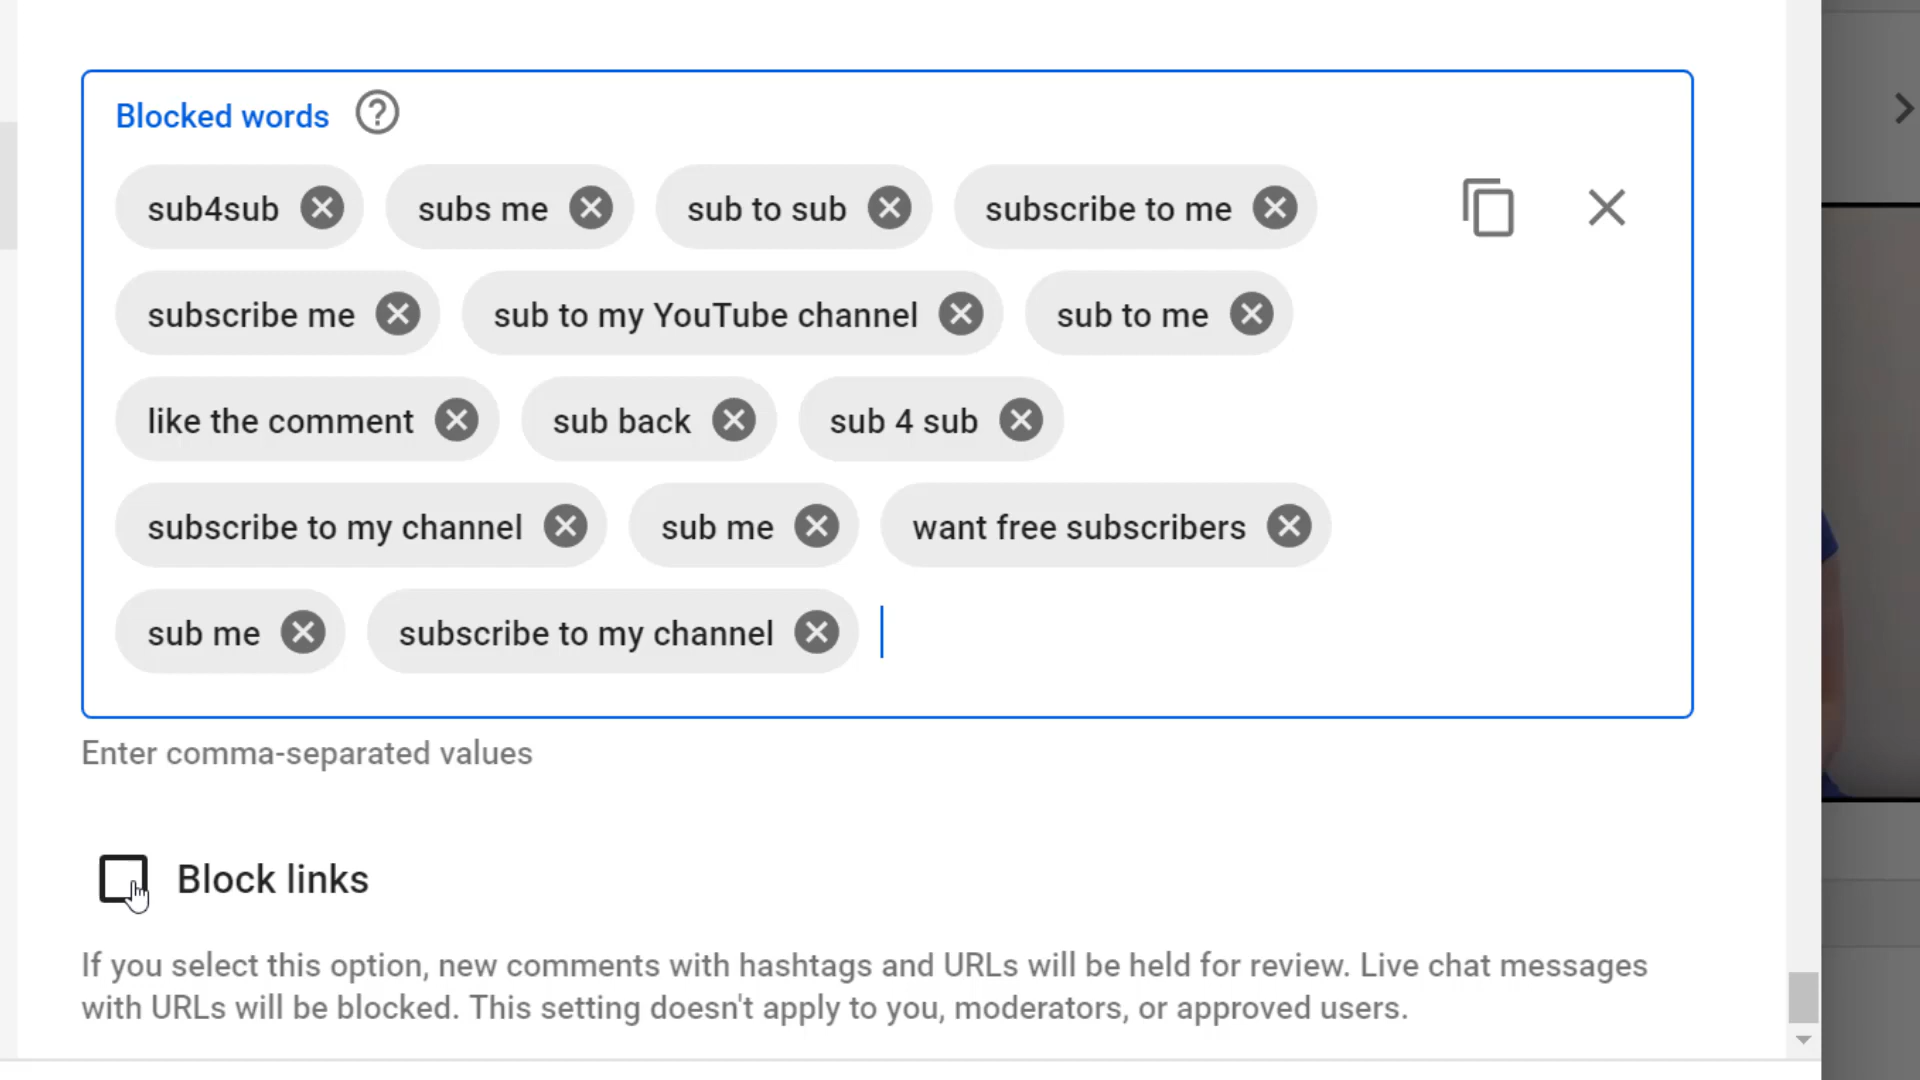 Blocked words
sub4sub subs me sub to sub subscribe to me
subscribe me sub to my YouTube channel sub to me
like the comment sub back sub 4 sub
subscribe to my channel sub me want free subscribers
sub me subscribe to my channel
Enter comma-separated values
Block links
If you select this option, new comments with hashtags and URLs will be held for review. Live chat messages
with URLs will be blocked. This setting doesn't apply to you, moderators, or approved users.